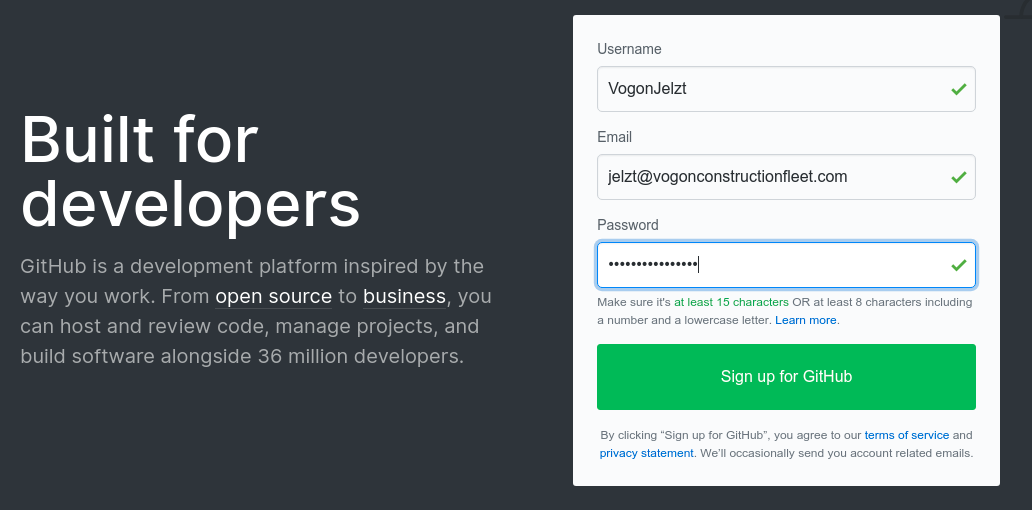 Built for
developers
GitHub is a development platform inspired by the
way you work. From open source to business, you
can host and review code, manage projects, and
build software alongside 36 million developers.
Username
VogonJelzt
Email
jelzt@vogonconstructionfleet.com
Password
••••••••••••••••
Make sure it's at least 15 characters OR at least 8 characters including
a number and a lowercase letter. Learn more.
Sign up for GitHub
By clicking “Sign up for GitHub”, you agree to our terms of service and
privacy statement. We’ll occasionally send you account related emails.